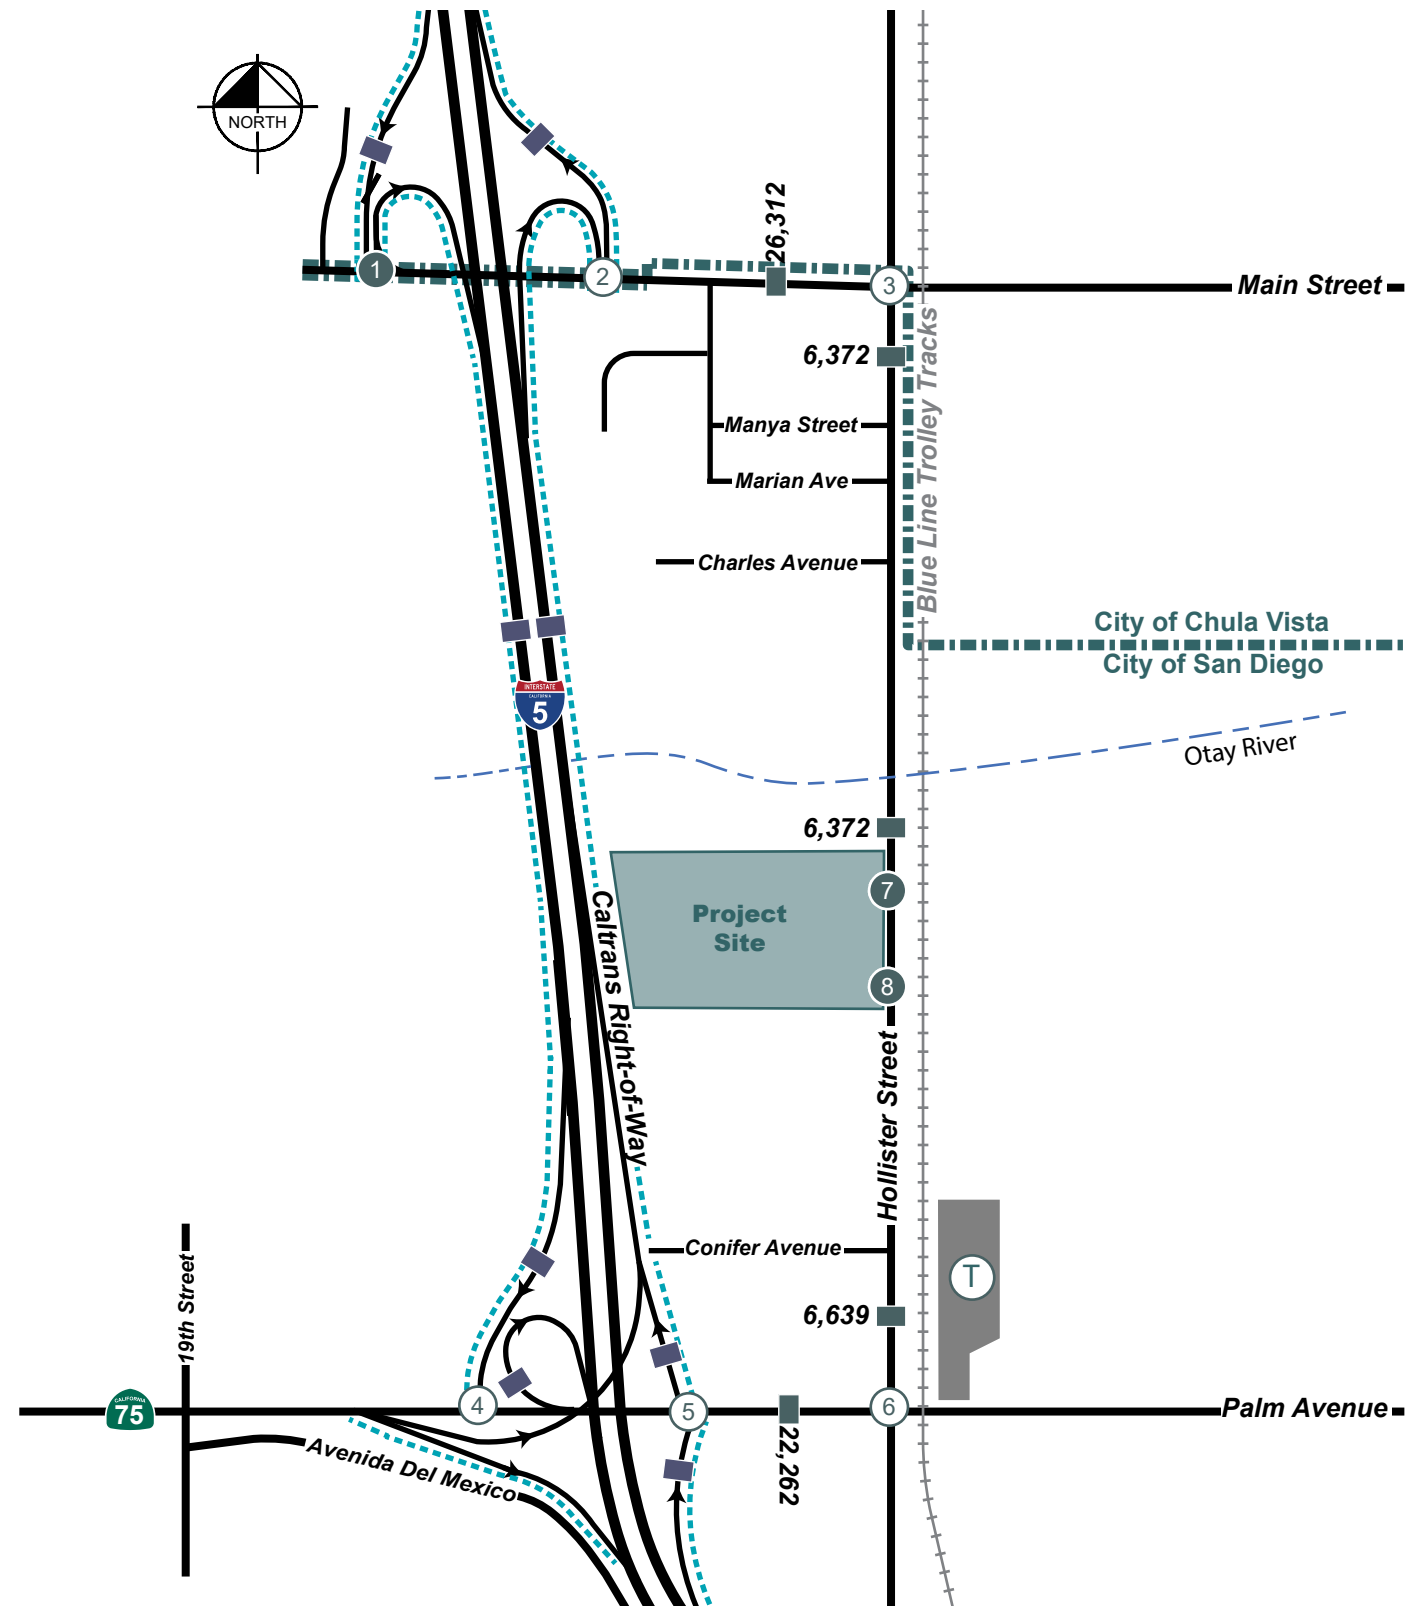 NORTH
26,312
1
2
3
Main Street
6,372
Blue Line Trolley Tracks
Manya Street
Marian Ave
Charles Avenue
City of Chula Vista
City of San Diego
INTERSTATE
CALIFORNIA
5
Otay River
6,372
7
Project
Site
8
Caltrans Right-of-Way
Hollister Street
Conifer Avenue
T
19th Street
6,639
CALIFORNIA
75
4
5
6
Palm Avenue
22,262
Avenida Del Mexico